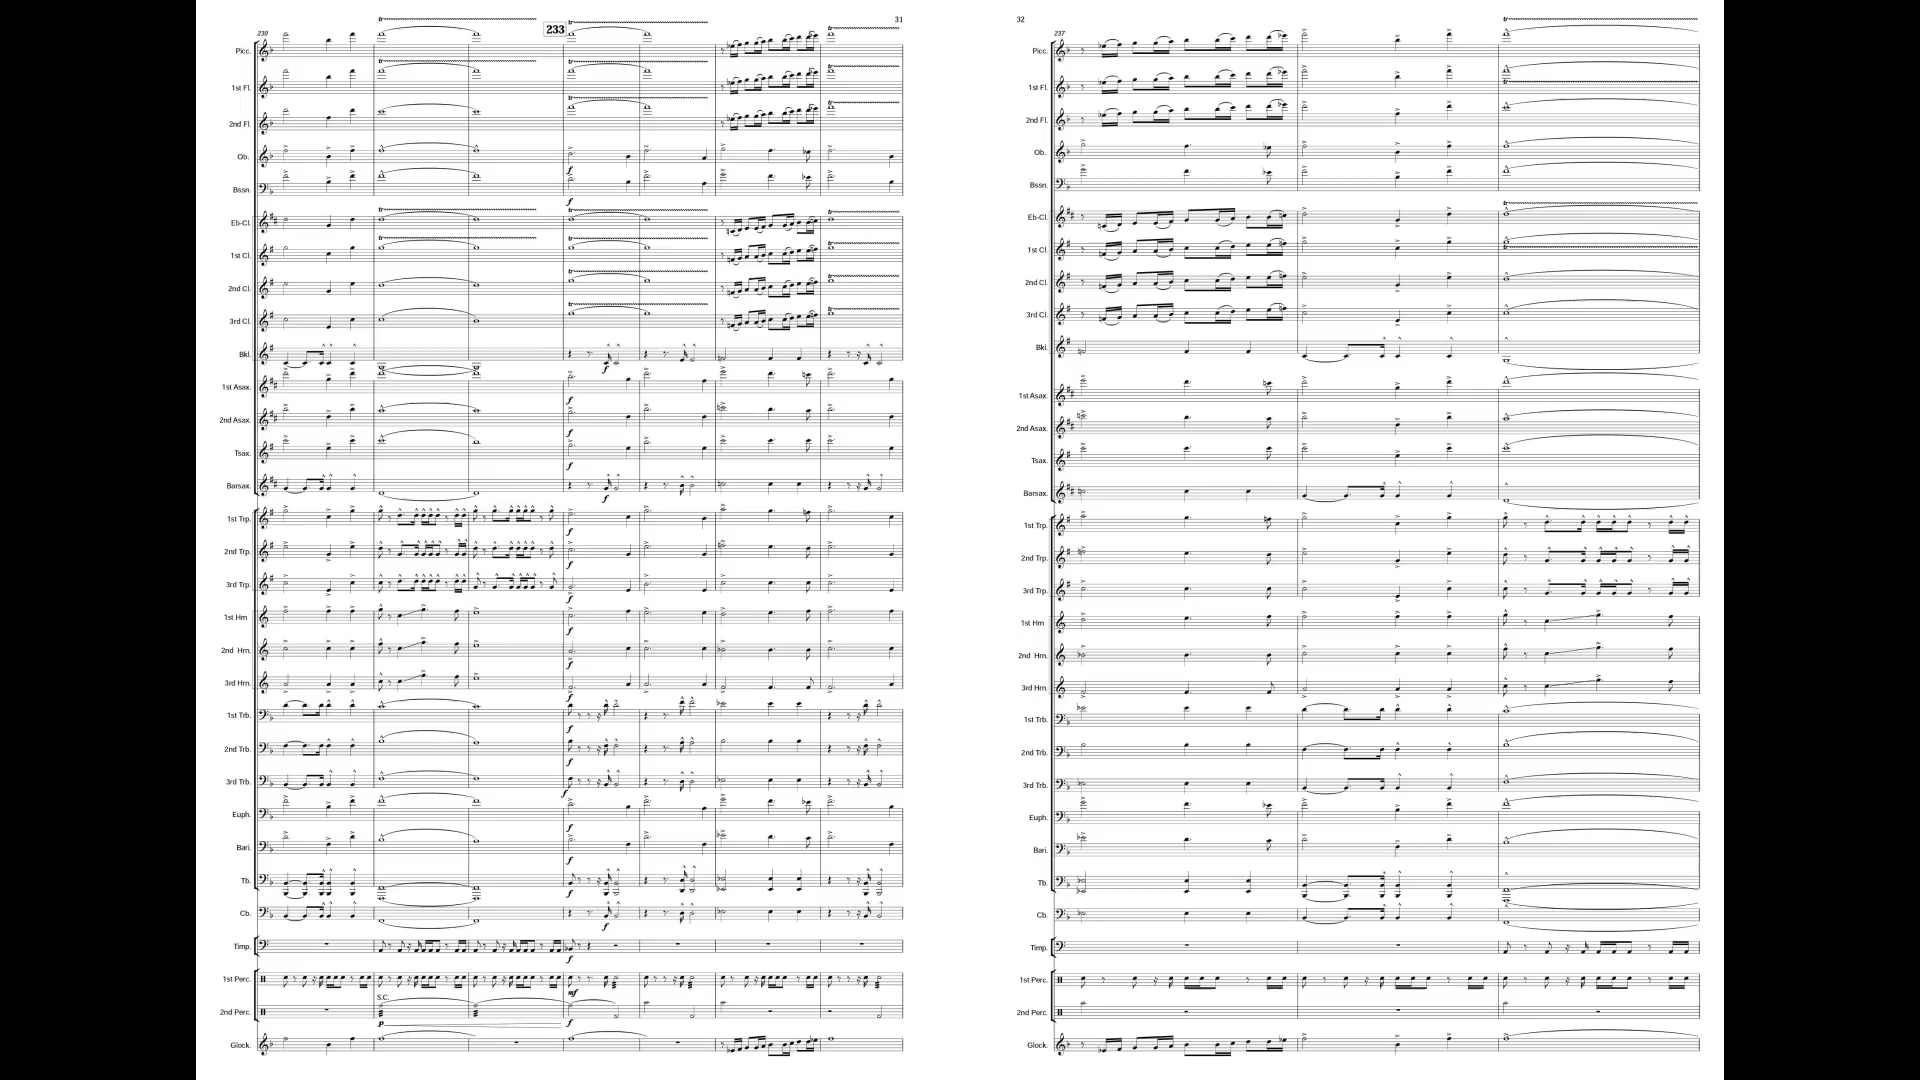 31
230
233
Picc.
1st Fl.
2nd Fl.
Ob.
f
Bssn.
f
Eb-Cl.
1st Cl.
2nd Cl.
3rd Cl.
Bkl.
f
1st Asax.
f
2nd Asax.
f
Tsax.
f
Barsax.
f
1st Trp.
f
2nd Trp.
f
3rd Trp.
f
1st Hrn
f
2nd Hrn.
f
3rd Hrn.
f
1st Trb.
f
2nd Trb.
f
3rd Trb.
f
Euph.
f
Bari.
f
Tb.
f
Cb.
f
Timp.
1st Perc.
mf
S.C.
2nd Perc.
p f
Glock.
32
237
Picc.
1st Fl.
2nd Fl.
Ob.
Bssn.
Eb-Cl.
1st Cl.
2nd Cl.
3rd Cl.
Bkl.
1st Asax.
2nd Asax.
Tsax.
Barsax.
1st Trp.
2nd Trp.
3rd Trp.
1st Hrn
2nd Hrn.
3rd Hrn.
1st Trb.
2nd Trb.
3rd Trb.
Euph.
Bari.
Tb.
Cb.
Timp.
1st Perc.
2nd Perc.
Glock.